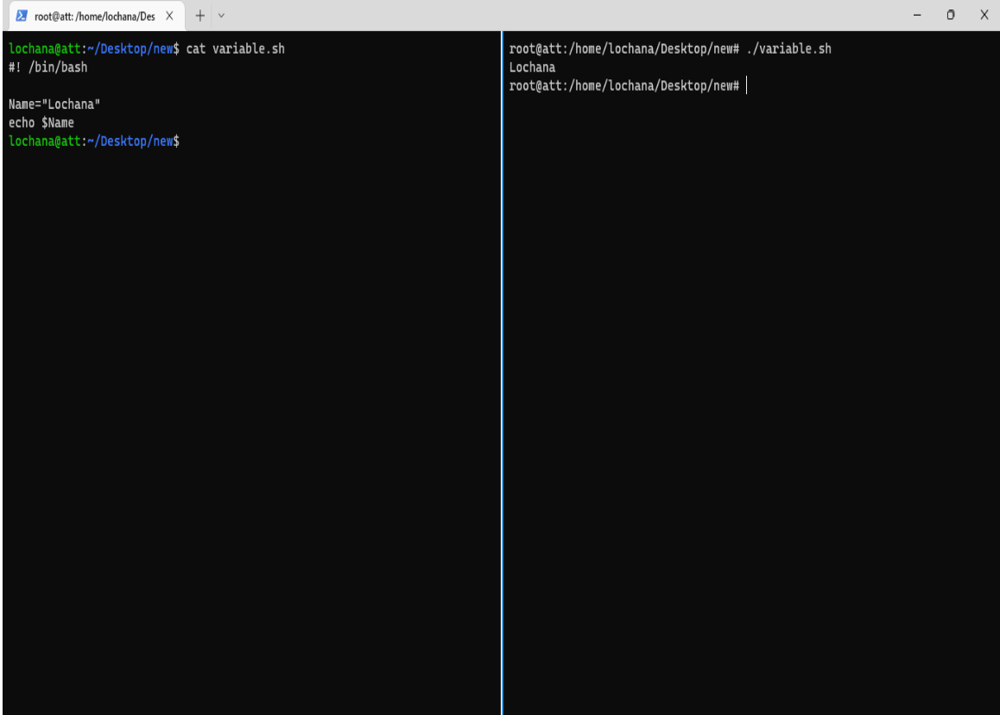 root@att: /home/lochana/Des
lochana@att:~/Desktop/new$ cat variable.sh
#! /bin/bash
Name="Lochana"
echo $Name
lochana@att:~/Desktop/new$
root@att:/home/lochana/Desktop/new# ./variable.sh
Lochana
root@att:/home/lochana/Desktop/new#